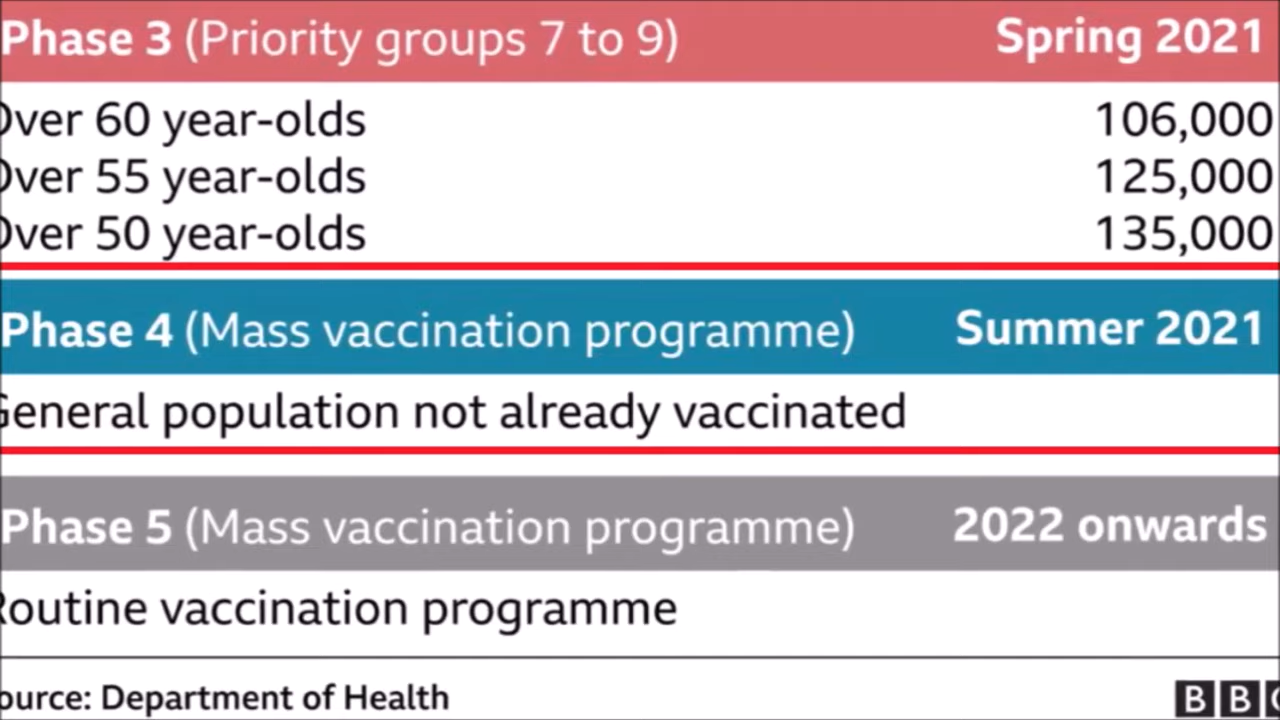 Phase 3 (Priority groups 7 to 9) Spring 2021
Over 60 year-olds 106,000
Over 55 year-olds 125,000
Over 50 year-olds 135,000
Phase 4 (Mass vaccination programme) Summer 2021
General population not already vaccinated
Phase 5 (Mass vaccination programme) 2022 onwards
Routine vaccination programme
ource: Department of Health BBC